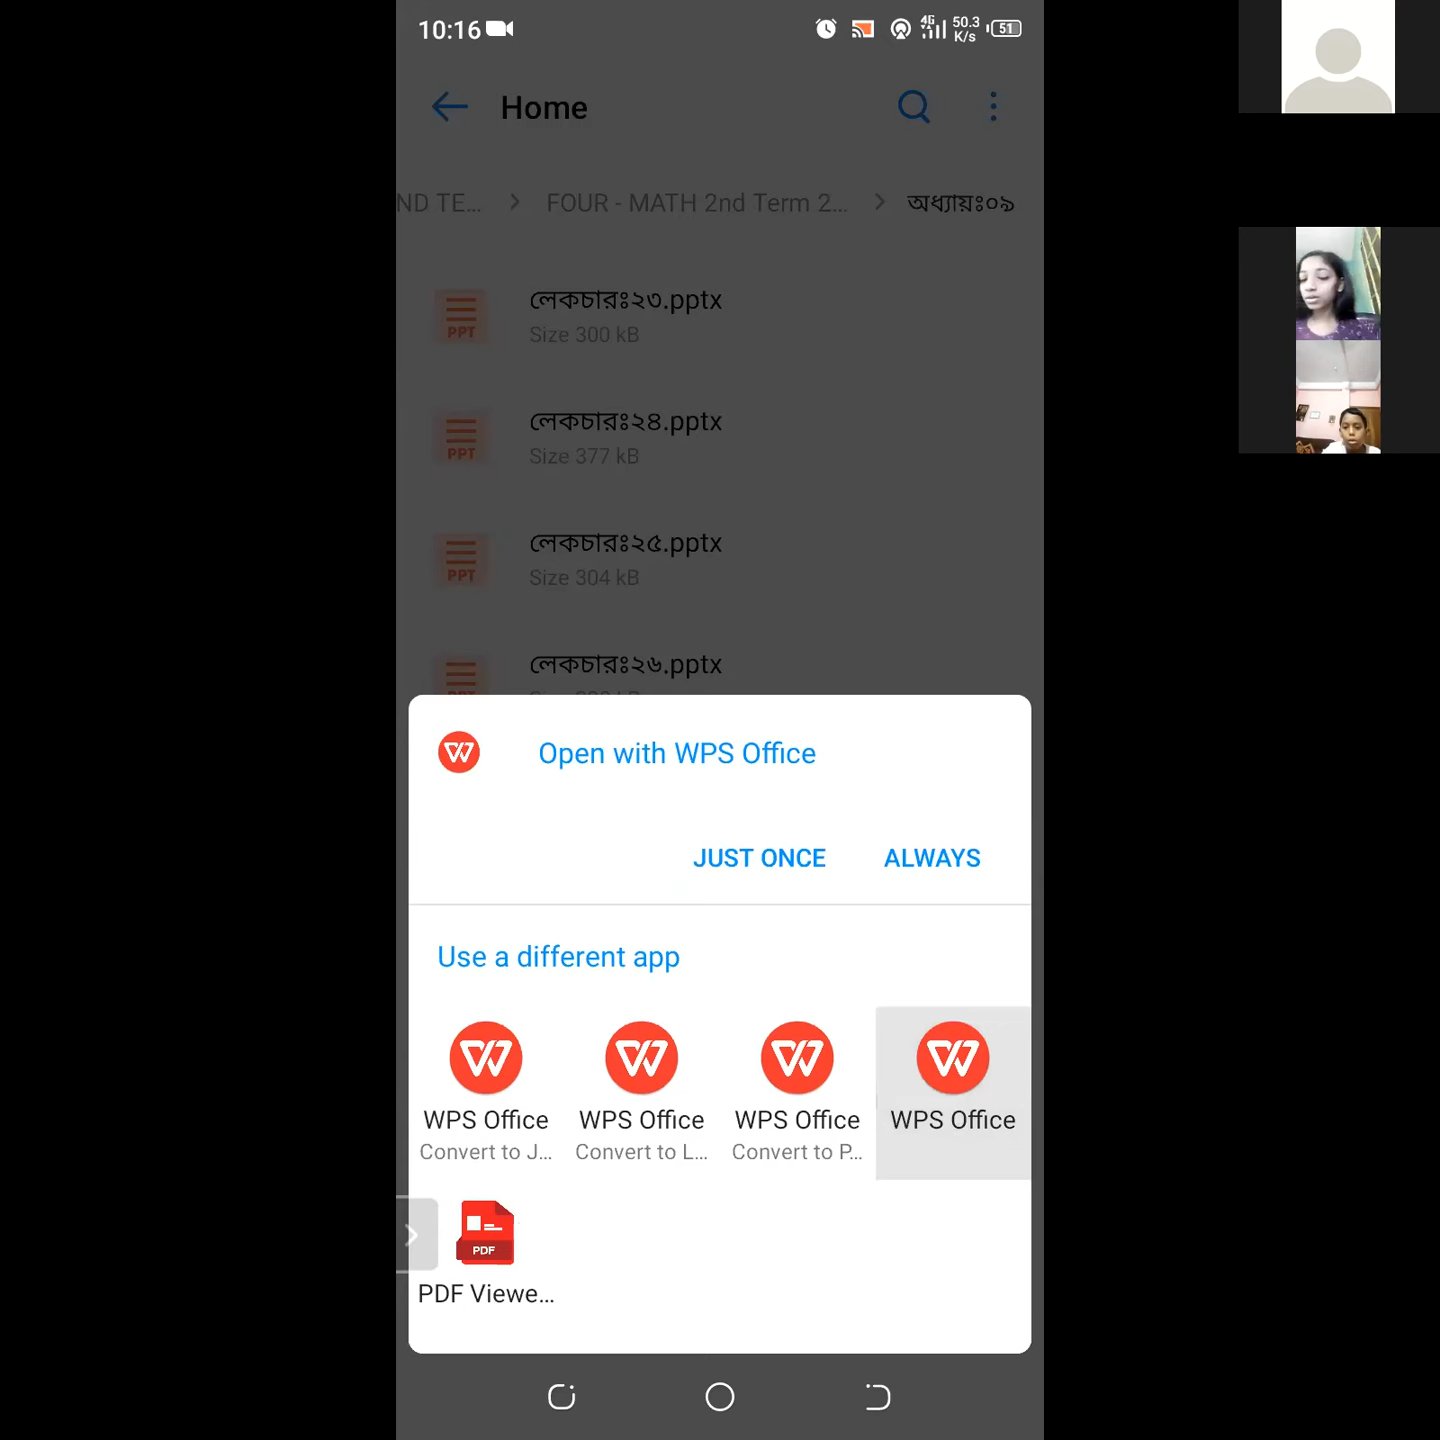 10:16
4G
50.3
K/s
51
Home
ND TE... > FOUR - MATH 2nd Term 2... > অধ্যায়ঃ০৯
PPT
লেকচারঃ২৩.pptx
Size 300 kB
PPT
লেকচারঃ২৪.pptx
Size 377 kB
PPT
লেকচারঃ২৫.pptx
Size 304 kB
লেকচারঃ২৬.pptx
Open with WPS Office
JUST ONCE ALWAYS
Use a different app
WPS Office WPS Office WPS Office WPS Office
Convert to J... Convert to L... Convert to P...
PDF
PDF Viewe...